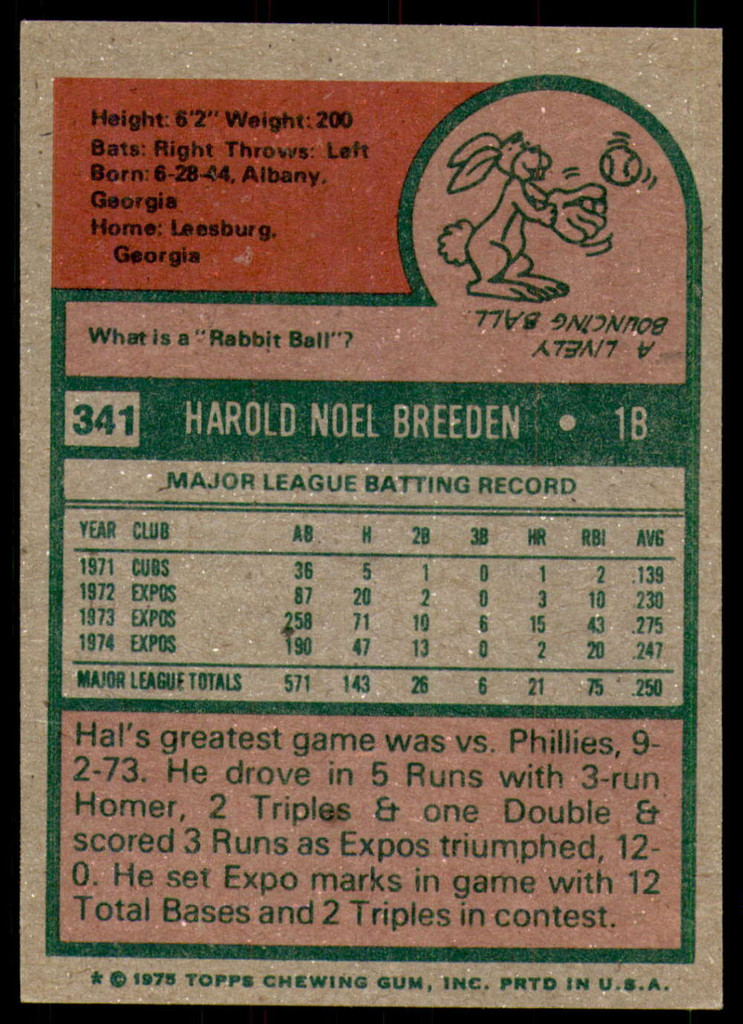 Height: 6'2" Weight: 200
Bats: Right Throws: Left
Born: 6-28-44, Albany,
Georgia
Home: Leesburg,
Georgia
What is a "Rabbit Ball"?
A LIVELY
BOUNCING BALL.
341 HAROLD NOEL BREEDEN • 1B
MAJOR LEAGUE BATTING RECORD
YEAR CLUB AB H 2B 3B HR RBI AVG
1971 CUBS 36 5 1 0 1 2 .139
1972 EXPOS 87 20 2 0 3 10 .230
1973 EXPOS 258 71 10 6 15 43 .275
1974 EXPOS 190 47 13 0 2 20 .247
MAJOR LEAGUE TOTALS 571 143 26 6 21 75 .250
Hal's greatest game was vs. Phillies, 9-
2-73. He drove in 5 Runs with 3-run
Homer, 2 Triples & one Double &
scored 3 Runs as Expos triumphed, 12-
0. He set Expo marks in game with 12
Total Bases and 2 Triples in contest.
* © 1975 TOPPS CHEWING GUM, INC. PRTD IN U.S.A.